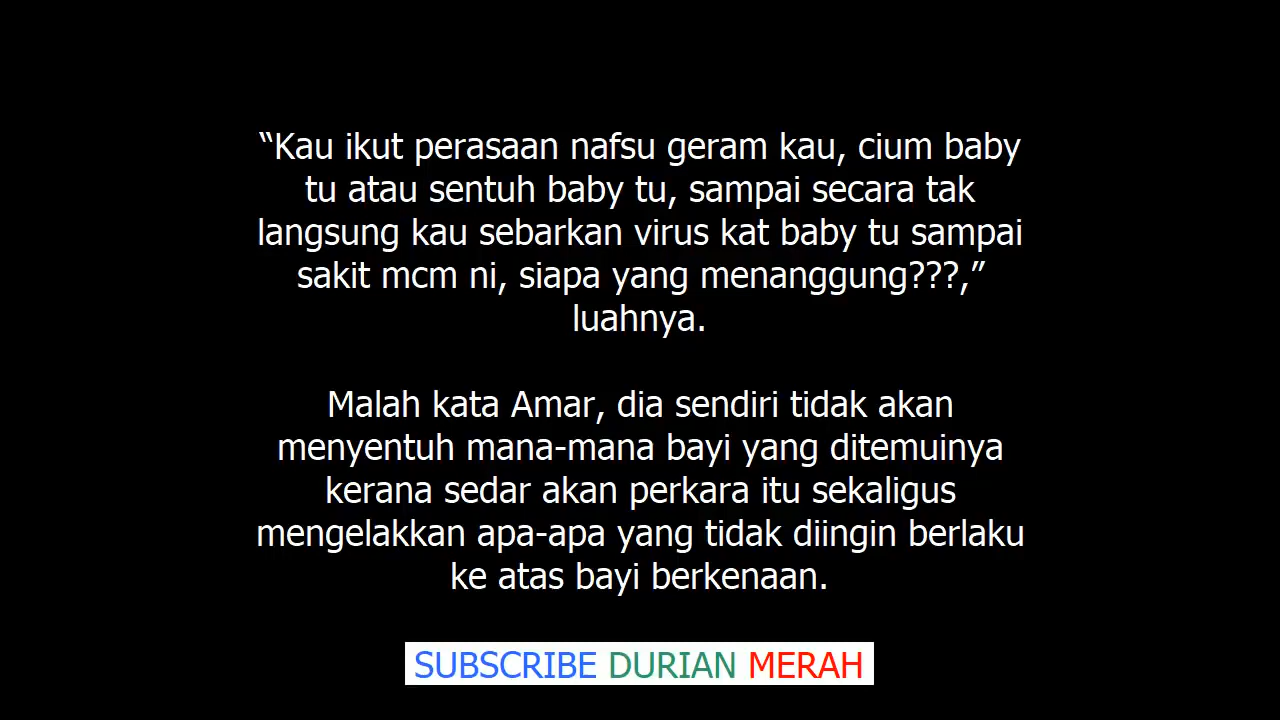 “Kau ikut perasaan nafsu geram kau, cium baby
tu atau sentuh baby tu, sampai secara tak
langsung kau sebarkan virus kat baby tu sampai
sakit mcm ni, siapa yang menanggung???,”
luahnya.
Malah kata Amar, dia sendiri tidak akan
menyentuh mana-mana bayi yang ditemuinya
kerana sedar akan perkara itu sekaligus
mengelakkan apa-apa yang tidak diingin berlaku
ke atas bayi berkenaan.
SUBSCRIBE DURIAN MERAH